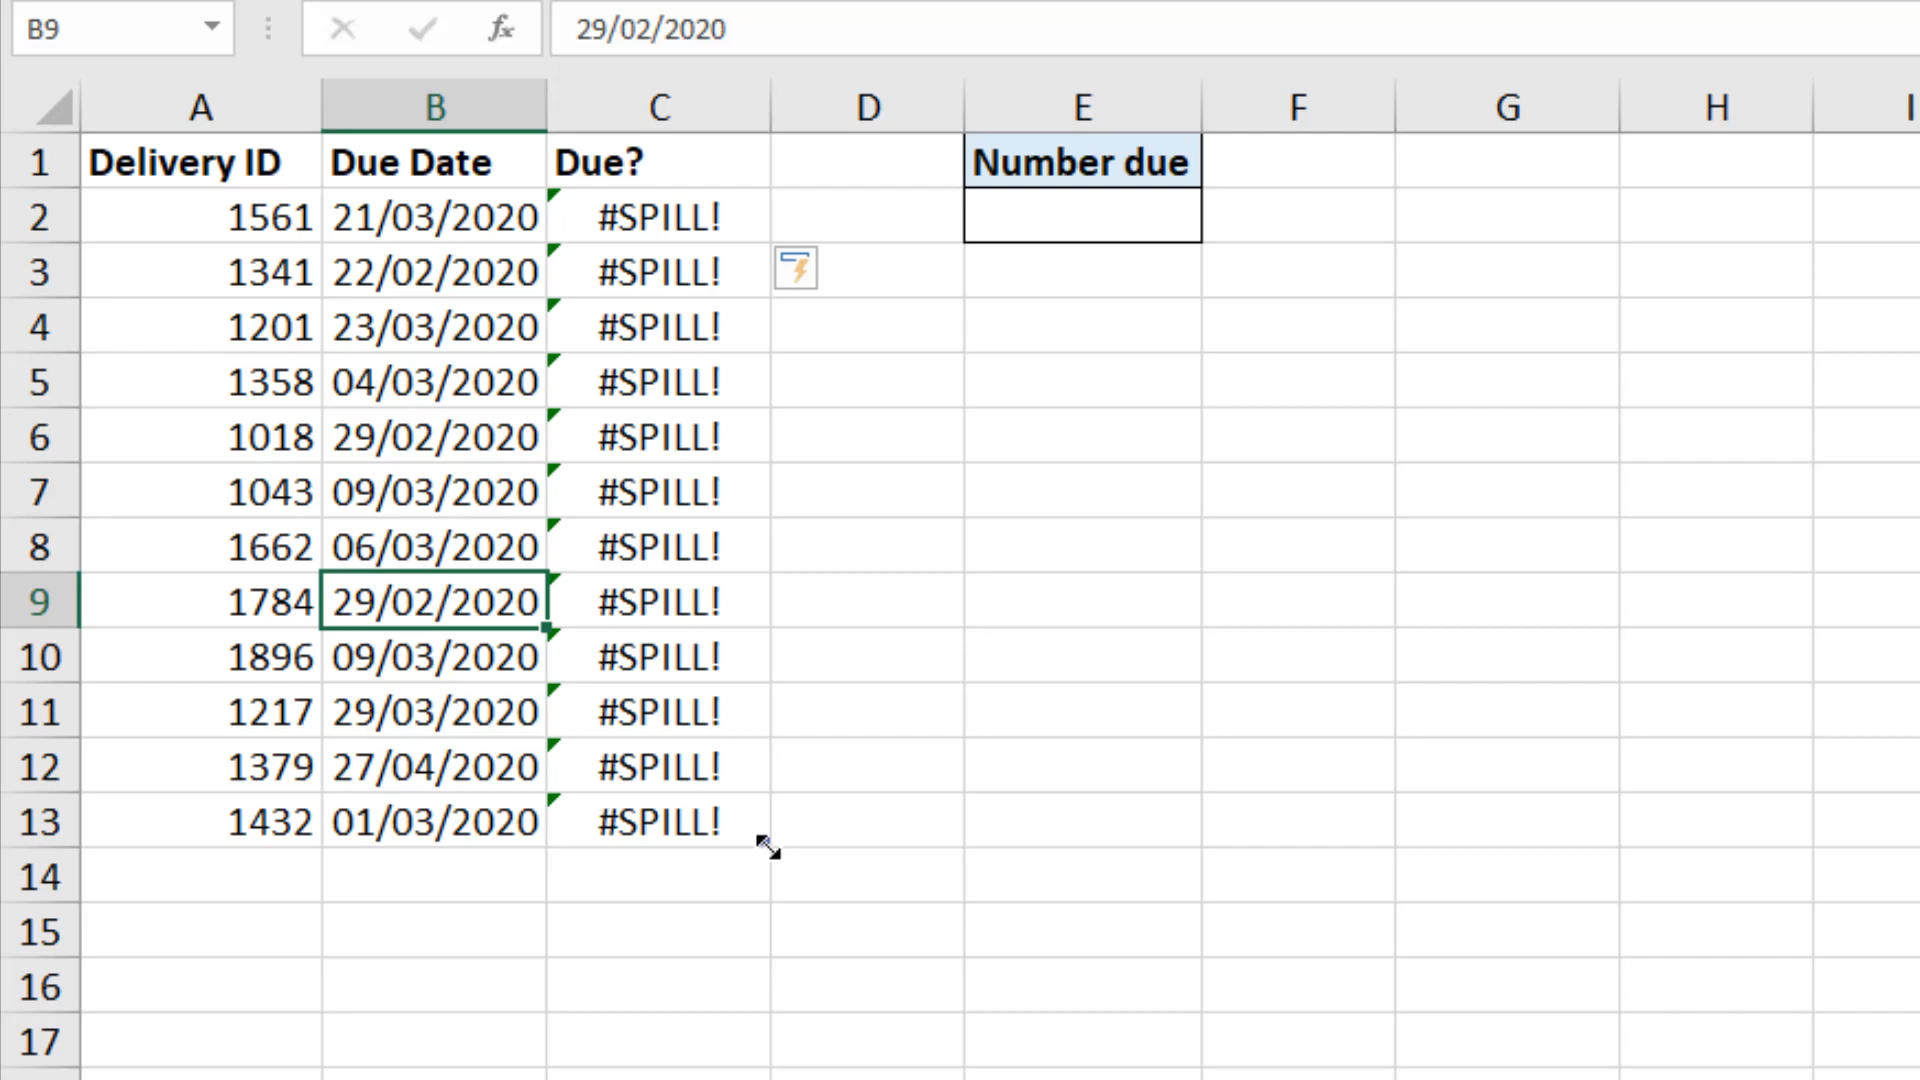 B9 fx 29/02/2020
A B C D E F G H I
1 Delivery ID Due Date Due? Number due
2 1561 21/03/2020 #SPILL!
3 1341 22/02/2020 #SPILL!
4 1201 23/03/2020 #SPILL!
5 1358 04/03/2020 #SPILL!
6 1018 29/02/2020 #SPILL!
7 1043 09/03/2020 #SPILL!
8 1662 06/03/2020 #SPILL!
9 1784 29/02/2020 #SPILL!
10 1896 09/03/2020 #SPILL!
11 1217 29/03/2020 #SPILL!
12 1379 27/04/2020 #SPILL!
13 1432 01/03/2020 #SPILL!
14
15
16
17